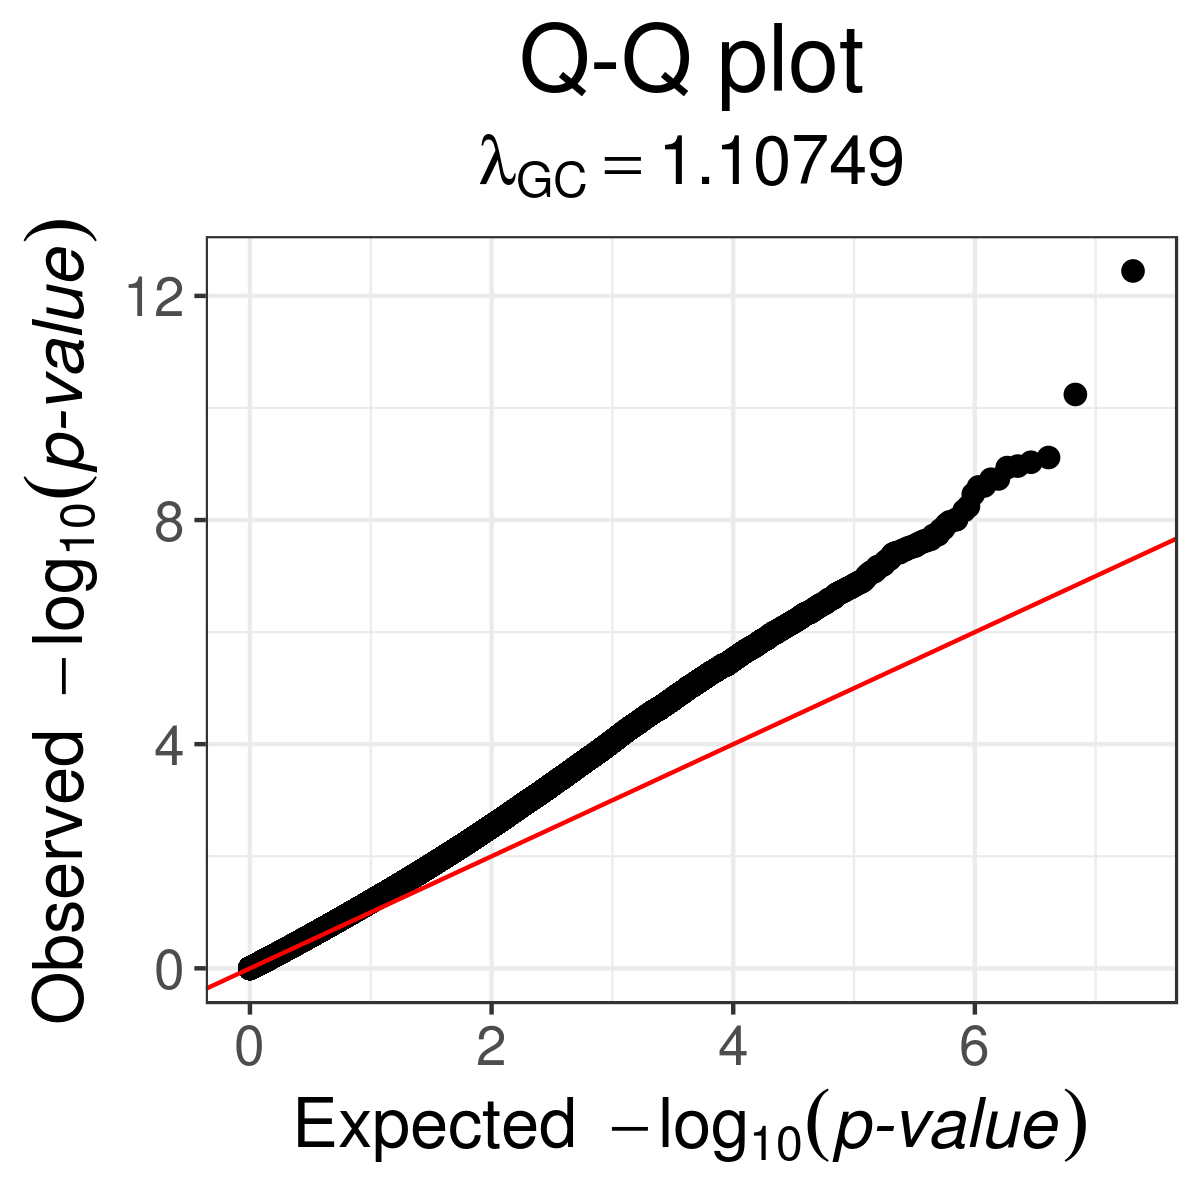 Q-Q plot
λGC = 1.10749
Observed −log10(p-value)
12
8
4
0
0 2 4 6
Expected −log10(p-value)